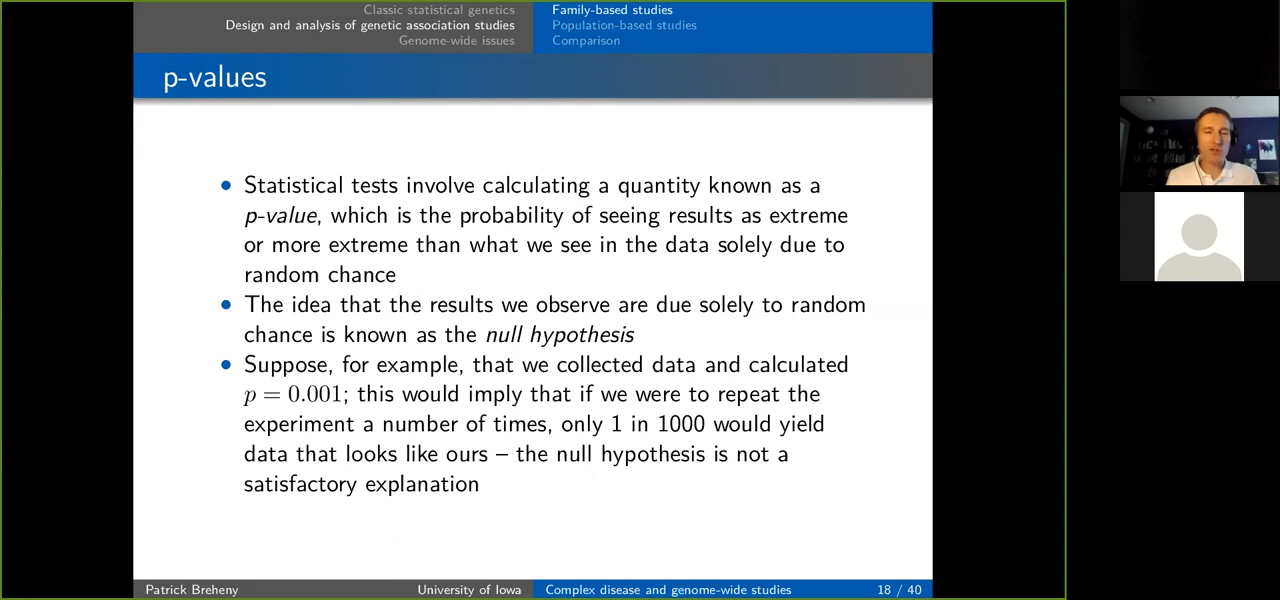 Classic statistical genetics
Design and analysis of genetic association studies
Genome-wide issues
Family-based studies
Population-based studies
Comparison
p-values
• Statistical tests involve calculating a quantity known as a
p-value, which is the probability of seeing results as extreme
or more extreme than what we see in the data solely due to
random chance
• The idea that the results we observe are due solely to random
chance is known as the null hypothesis
• Suppose, for example, that we collected data and calculated
p = 0.001; this would imply that if we were to repeat the
experiment a number of times, only 1 in 1000 would yield
data that looks like ours – the null hypothesis is not a
satisfactory explanation
Patrick Breheny University of Iowa Complex disease and genome-wide studies 18 / 40